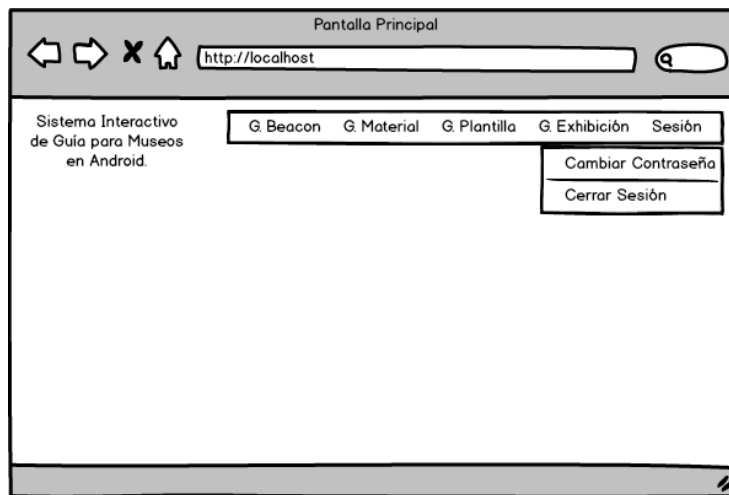 Pantalla Principal
http://localhost
Sistema Interactivo
de Guía para Museos
en Android.
G. Beacon G. Material G. Plantilla G. Exhibición Sesión
Cambiar Contraseña
Cerrar Sesión